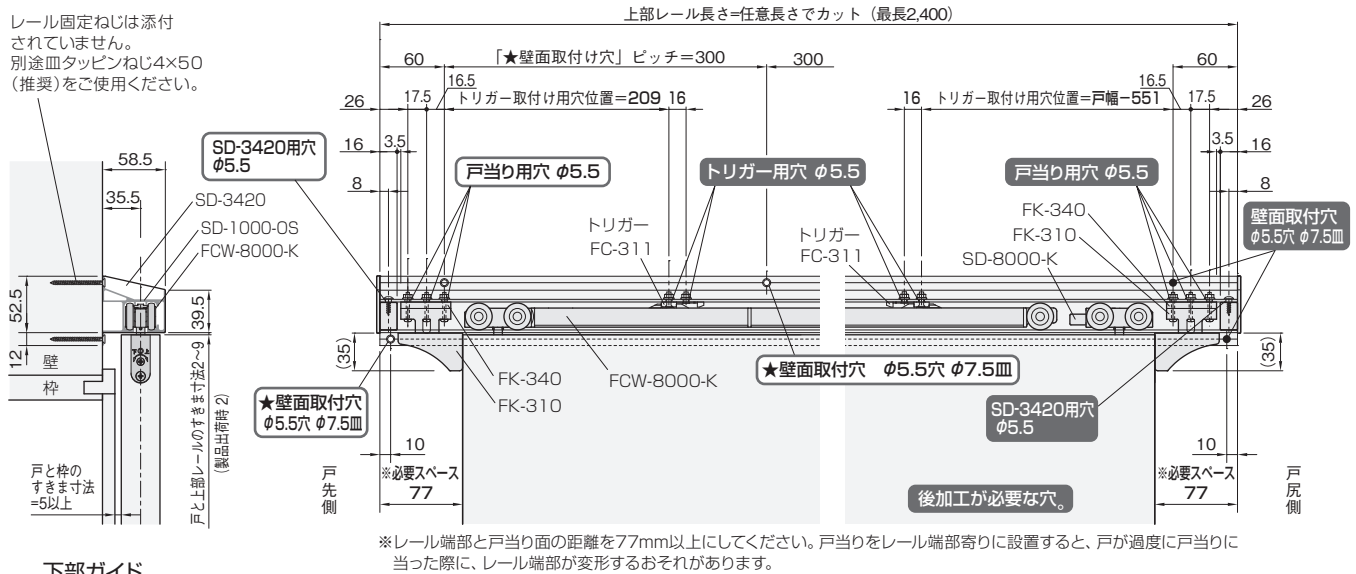 レール固定ねじは添付
されていません。
別途皿タッピンねじ4×50
(推奨)をご使用ください。
上部レール長さ=任意長さでカット(最長2,400)
60
「★壁面取付け穴」ピッチ=300
300
60
16.5
16.5
26
17.5
トリガー取付け用穴位置=209
16
16
トリガー取付け用穴位置=戸幅-551
17.5
26
16
3.5
3.5
16
8
8
SD-3420用穴
φ5.5
戸当り用穴 φ5.5
トリガー用穴 φ5.5
戸当り用穴 φ5.5
58.5
35.5
SD-3420
SD-1000-0S
FCW-8000-K
トリガー
FC-311
トリガー
FC-311
FK-340
FK-310
SD-8000-K
壁面取付穴
φ5.5穴 φ7.5皿
52.5
39.5
12
壁
枠
下 上
(35)
(35)
FK-340
FK-310
FCW-8000-K
★壁面取付穴 φ5.5穴 φ7.5皿
★壁面取付穴
φ5.5穴 φ7.5皿
SD-3420用穴
φ5.5
戸と上部レールのすきま寸法2~9
(製品出荷時 2)
戸と枠の
すきま寸法
=5以上
10
10
戸先側
※必要スペース
77
後加工が必要な穴。
※必要スペース
77
戸尻側
※レール端部と戸当り面の距離を77mm以上にしてください。戸当りをレール端部寄りに設置すると、戸が過度に戸当りに
当った際に、レール端部が変形するおそれがあります。
下部ガイド